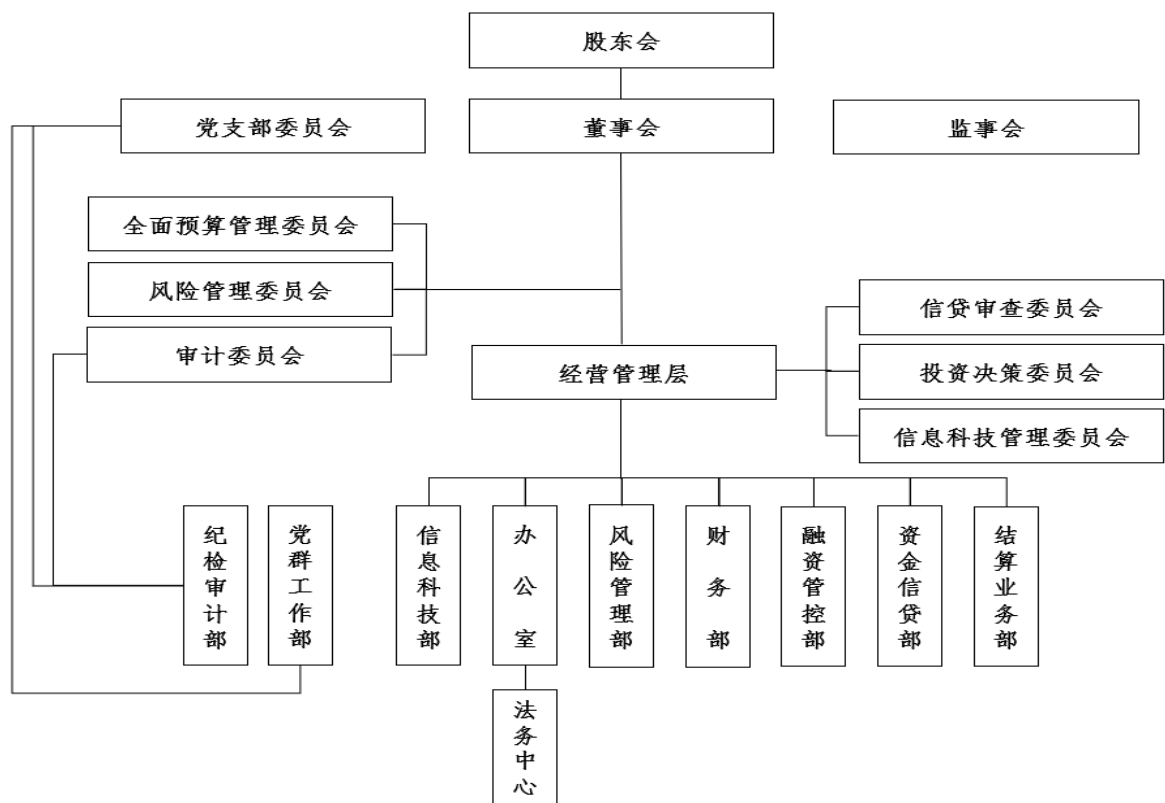 股东会
党支部委员会
董事会
监事会
全面预算管理委员会
风险管理委员会
审计委员会
信贷审查委员会
经营管理层
投资决策委员会
信息科技管理委员会
纪检审计部
党群工作部
信息科技部
办公室
风险管理部
财务部
融资管控部
资金信贷部
结算业务部
法务中心